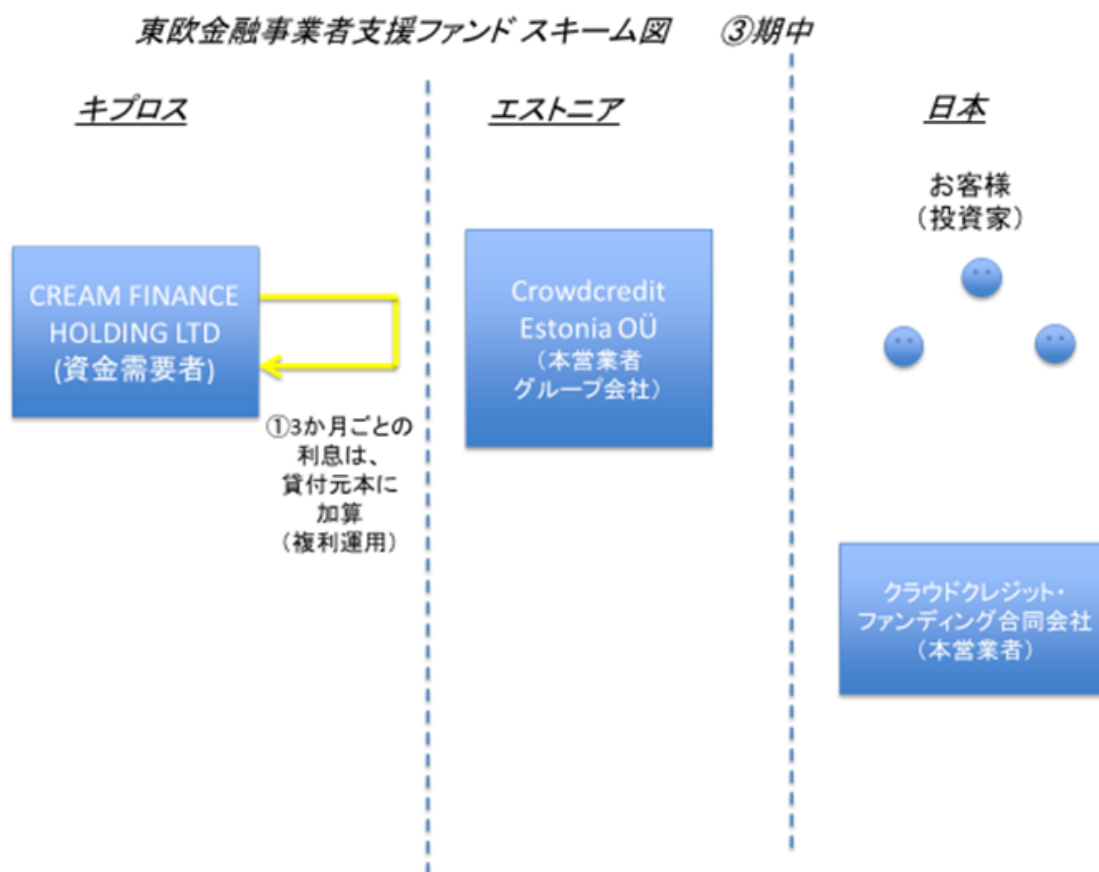 東欧金融事業者支援ファンド スキーム図 ③期中
キプロス
エストニア
日本
お客様
（投資家）
CREAM FINANCE
HOLDING LTD
(資金需要者)
Crowdcredit
Estonia OÜ
（本営業者
グループ会社）
①3か月ごとの
利息は、
貸付元本に
加算
（複利運用）
クラウドクレジット・
ファンディング合同会社
（本営業者）